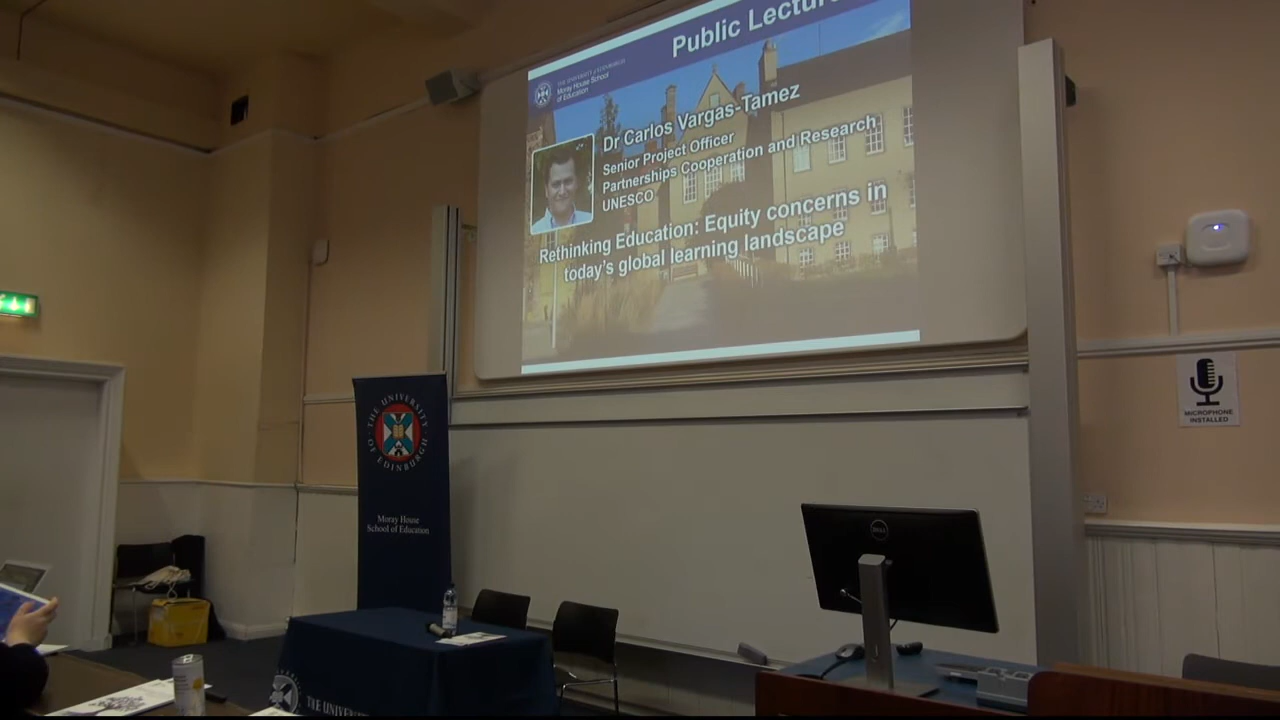 Public Lecture
THE UNIVERSITY of EDINBURGH
Moray House School
of Education
Dr Carlos Vargas-Tamez
Senior Project Officer
Partnerships Cooperation and Research
UNESCO
Rethinking Education: Equity concerns in
today's global learning landscape
THE UNIVERSITY
OF EDINBURGH
Moray House
School of Education
MICROPHONE
INSTALLED
DELL
THE UNIVERSI